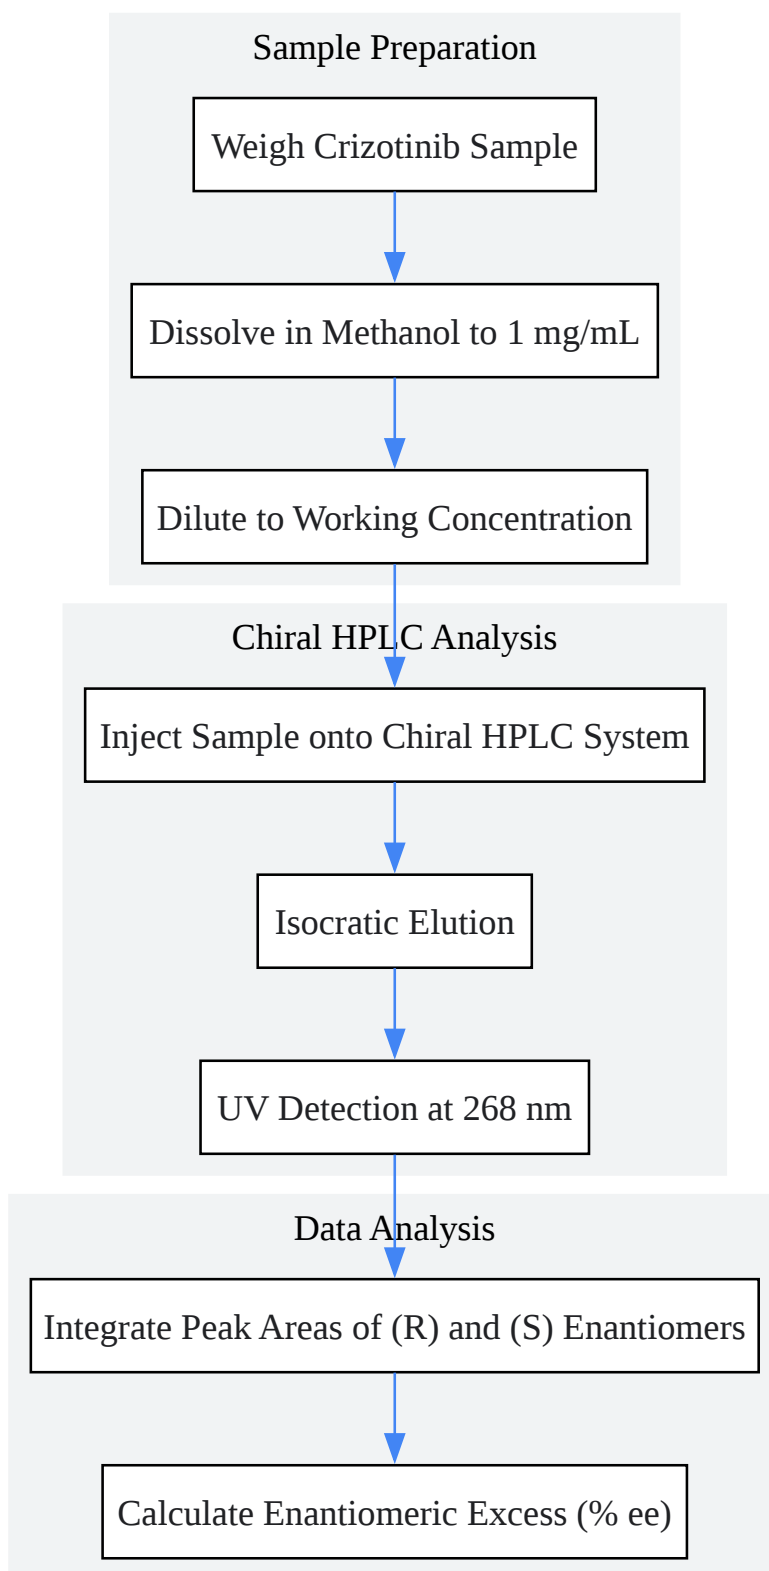 Sample Preparation
Weigh Crizotinib Sample
Dissolve in Methanol to 1 mg/mL
Dilute to Working Concentration
Chiral HPLC Analysis
Inject Sample onto Chiral HPLC System
Isocratic Elution
UV Detection at 268 nm
Data Analysis
Integrate Peak Areas of (R) and (S) Enantiomers
Calculate Enantiomeric Excess (% ee)